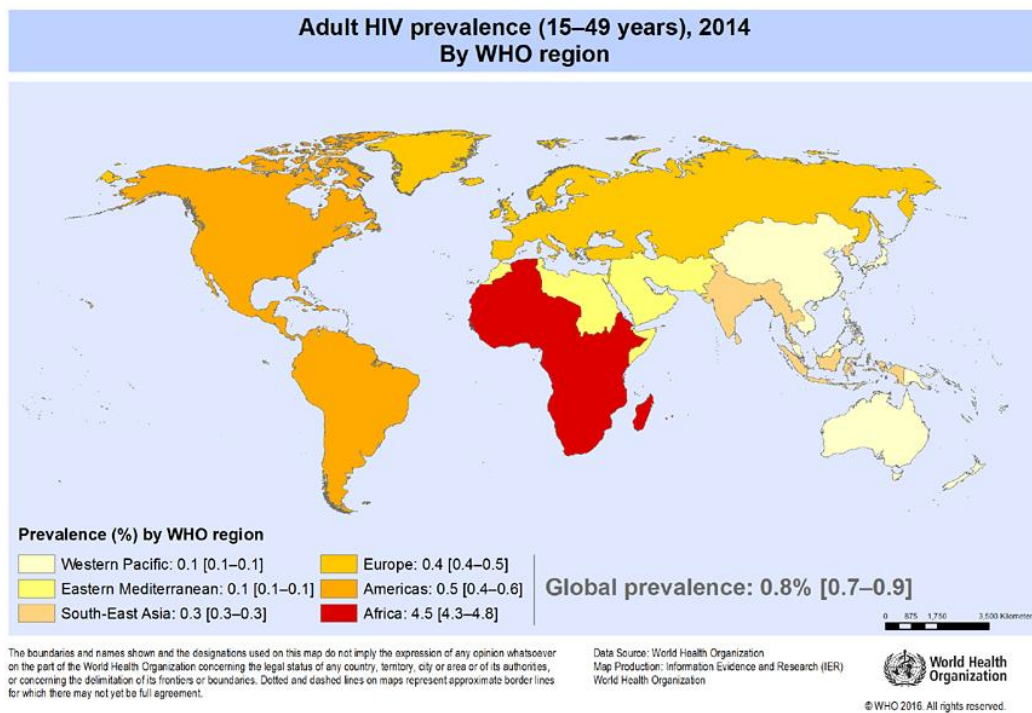 Adult HIV prevalence (15–49 years), 2014
By WHO region
Prevalence (%) by WHO region
Western Pacific: 0.1 [0.1–0.1]
Eastern Mediterranean: 0.1 [0.1–0.1]
South-East Asia: 0.3 [0.3–0.3]
Europe: 0.4 [0.4–0.5]
Americas: 0.5 [0.4–0.6]
Africa: 4.5 [4.3–4.8]
Global prevalence: 0.8% [0.7–0.9]
0 875 1,750 3,500 Kilometer
The boundaries and names shown and the designations used on this map do not imply the expression of any opinion whatsoever
on the part of the World Health Organization concerning the legal status of any country, territory, city or area or of its authorities,
or concerning the delimitation of its frontiers or boundaries. Dotted and dashed lines on maps represent approximate border lines
for which there may not yet be full agreement.
Data Source: World Health Organization
Map Production: Information Evidence and Research (IER)
World Health Organization
World Health
Organization
© WHO 2016. All rights reserved.